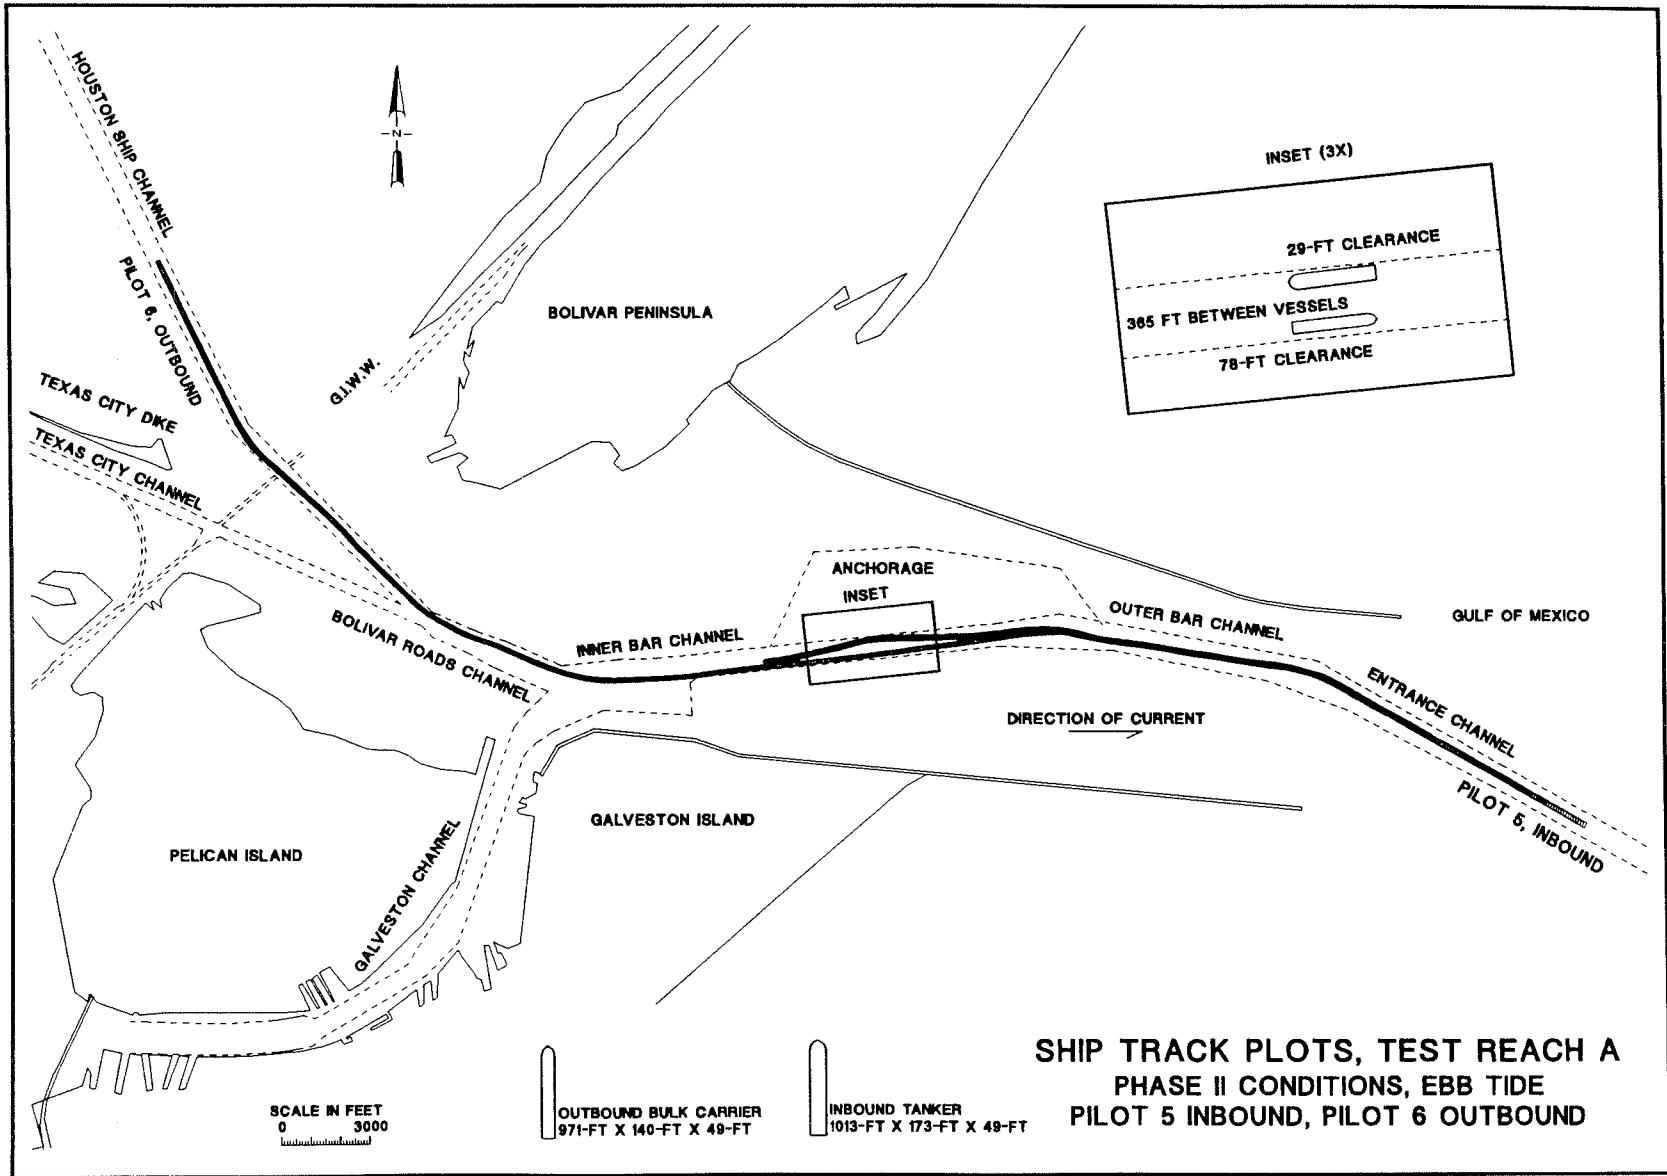 HOUSTON SHIP CHANNEL
N
INSET (3X)
29-FT CLEARANCE
365 FT BETWEEN VESSELS
78-FT CLEARANCE
PILOT 6, OUTBOUND
BOLIVAR PENINSULA
G.I.W.W.
TEXAS CITY DIKE
TEXAS CITY CHANNEL
ANCHORAGE
INSET
OUTER BAR CHANNEL
GULF OF MEXICO
INNER BAR CHANNEL
BOLIVAR ROADS CHANNEL
ENTRANCE CHANNEL
DIRECTION OF CURRENT
PILOT 5, INBOUND
GALVESTON ISLAND
PELICAN ISLAND
GALVESTON CHANNEL
SCALE IN FEET
0 3000
OUTBOUND BULK CARRIER
971-FT X 140-FT X 49-FT
INBOUND TANKER
1013-FT X 173-FT X 49-FT
SHIP TRACK PLOTS, TEST REACH A
PHASE II CONDITIONS, EBB TIDE
PILOT 5 INBOUND, PILOT 6 OUTBOUND